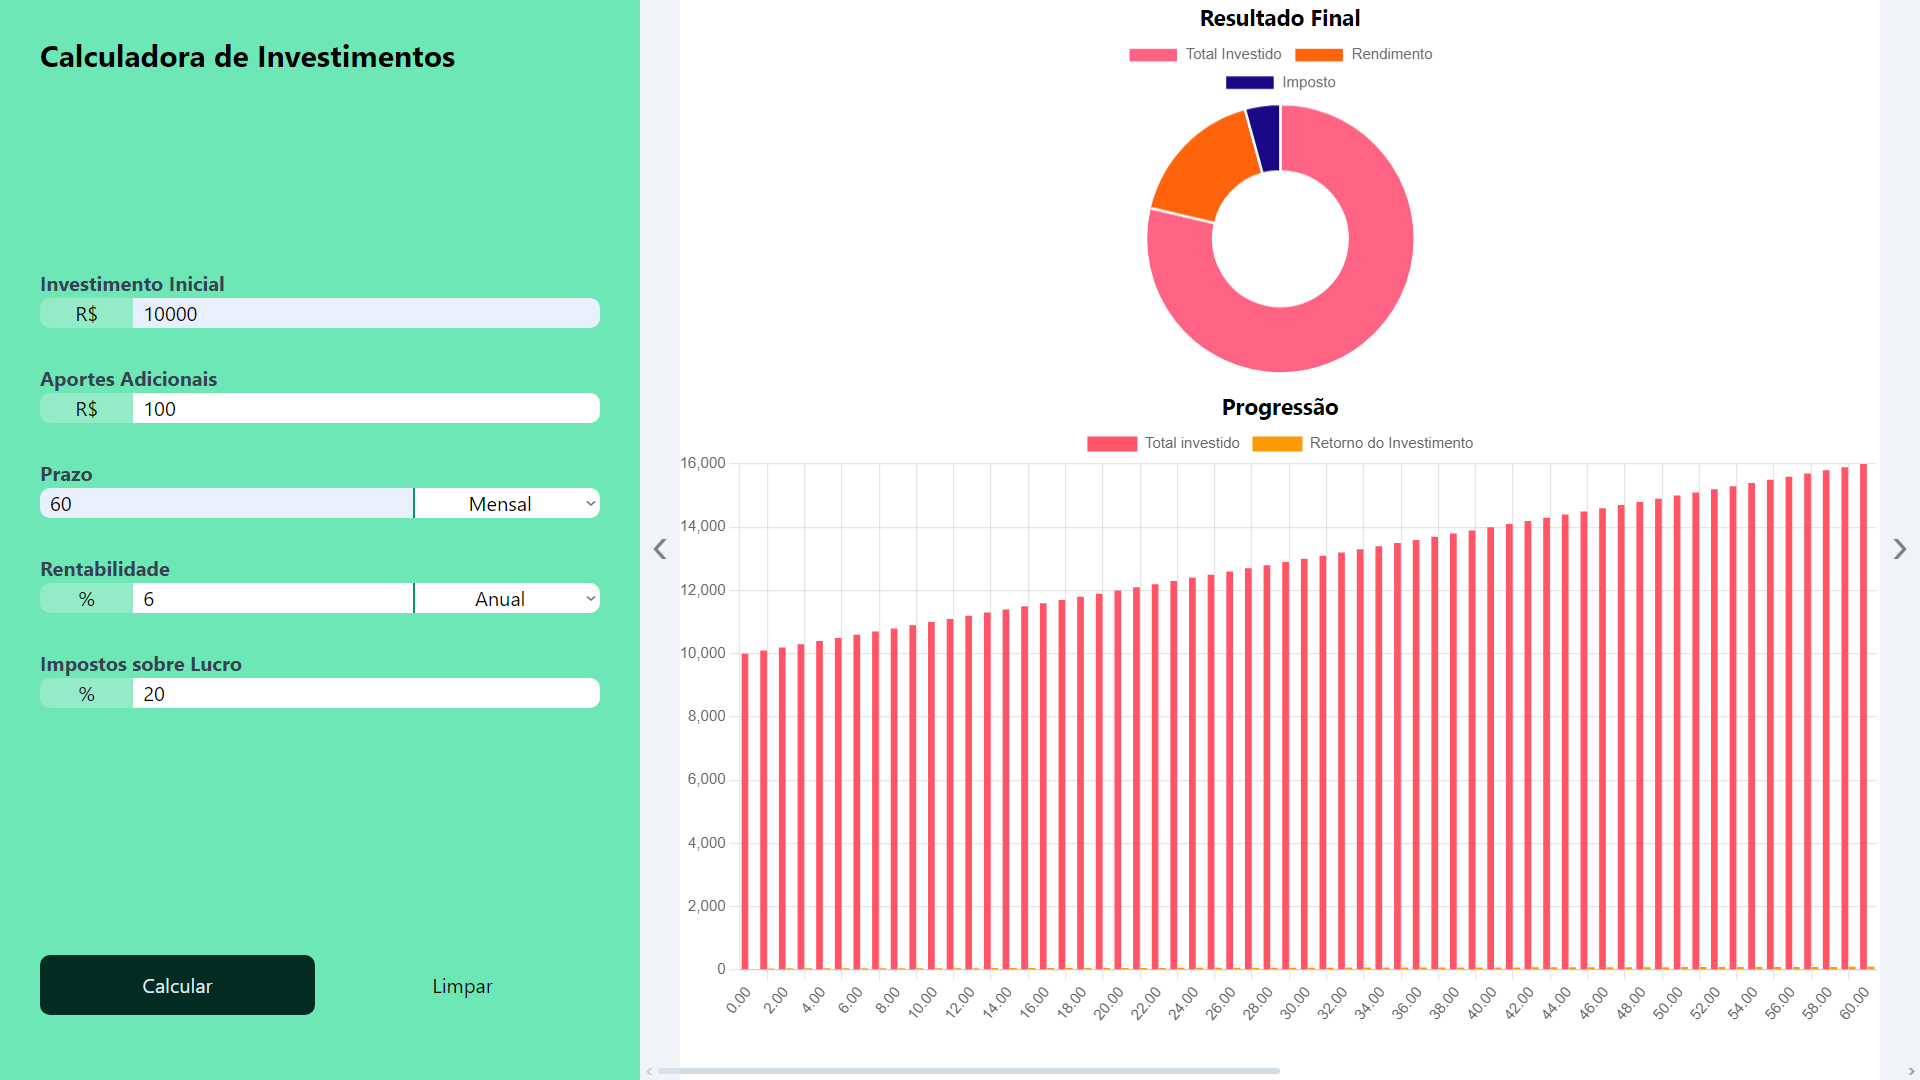 Calculadora de Investimentos
Investimento Inicial
R$ 10000
Aportes Adicionais
R$ 100
Prazo
60 Mensal
Rentabilidade
% 6 Anual
Impostos sobre Lucro
% 20
Calcular Limpar
Resultado Final
Total Investido Rendimento
Imposto
Progressão
Total investido Retorno do Investimento
16,000
14,000
12,000
10,000
8,000
6,000
4,000
2,000
0
0.00 2.00 4.00 6.00 8.00 10.00 12.00 14.00 16.00 18.00 20.00 22.00 24.00 26.00 28.00 30.00 32.00 34.00 36.00 38.00 40.00 42.00 44.00 46.00 48.00 50.00 52.00 54.00 56.00 58.00 60.00